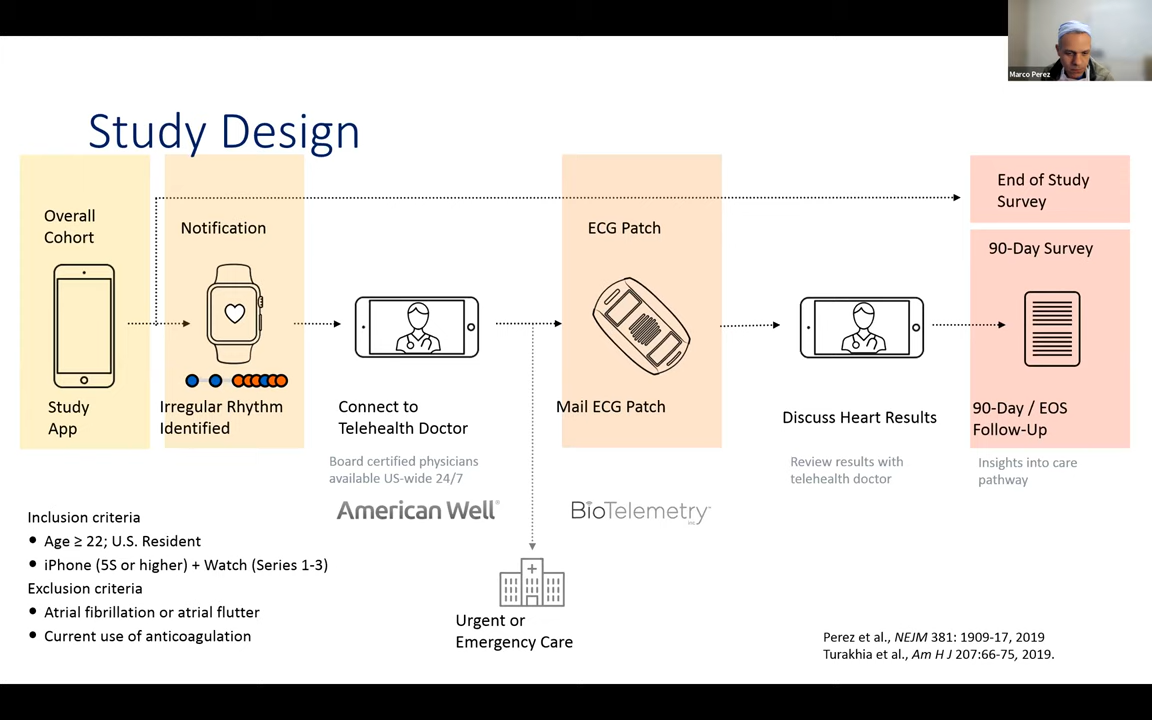 Marco Perez
Study Design
Overall
Cohort
Study
App
Notification
Irregular Rhythm
Identified
Connect to
Telehealth Doctor
Board certified physicians
available US-wide 24/7
American Well®
ECG Patch
Mail ECG Patch
BioTelemetry
Urgent or
Emergency Care
Discuss Heart Results
Review results with
telehealth doctor
End of Study
Survey
90-Day Survey
90-Day / EOS
Follow-Up
Insights into care
pathway
Inclusion criteria
• Age ≥ 22; U.S. Resident
• iPhone (5S or higher) + Watch (Series 1-3)
Exclusion criteria
• Atrial fibrillation or atrial flutter
• Current use of anticoagulation
Perez et al., NEJM 381: 1909-17, 2019
Turakhia et al., Am H J 207:66-75, 2019.